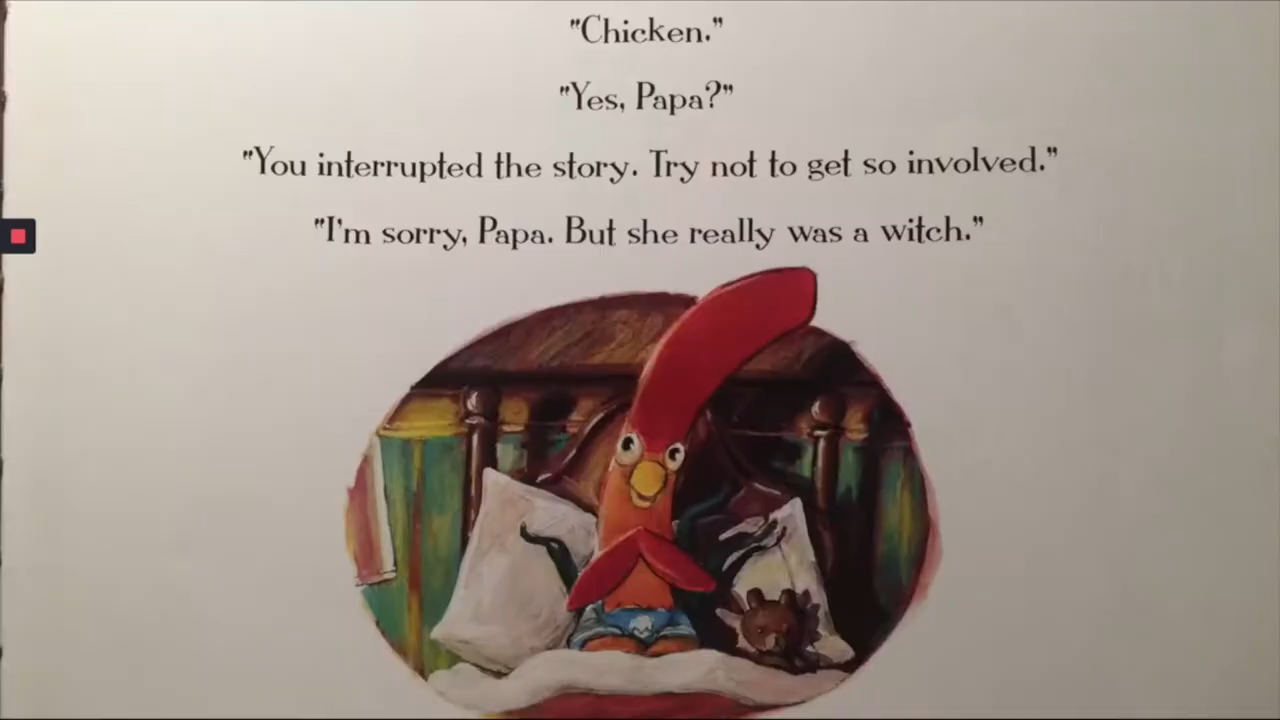 "Chicken."
"Yes, Papa?"
"You interrupted the story. Try not to get so involved."
"I'm sorry, Papa. But she really was a witch."